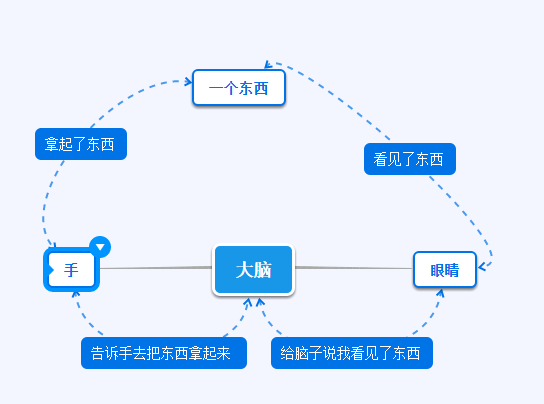 一个东西
拿起了东西
看见了东西
手
大脑
眼睛
告诉手去把东西拿起来
给脑子说我看见了东西